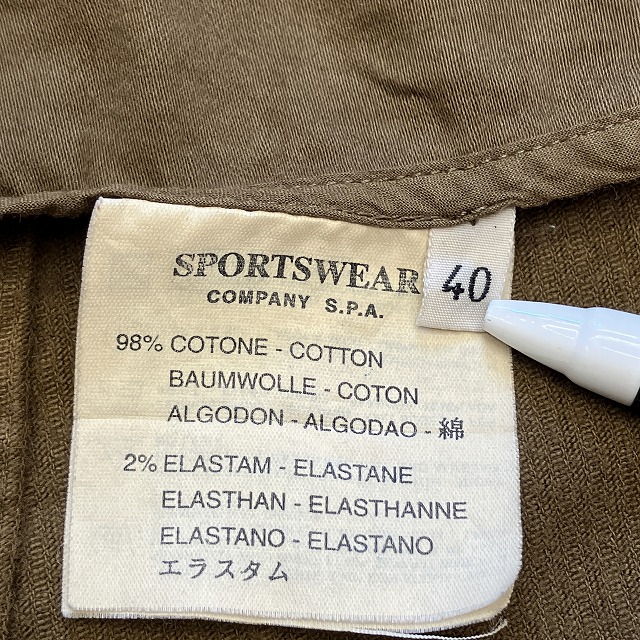 SPORTSWEAR
COMPANY S.P.A.
40
98% COTONE - COTTON
BAUMWOLLE - COTON
ALGODON - ALGODAO - 綿
2% ELASTAM - ELASTANE
ELASTHAN - ELASTHANNE
ELASTANO - ELASTANO
エラスタム